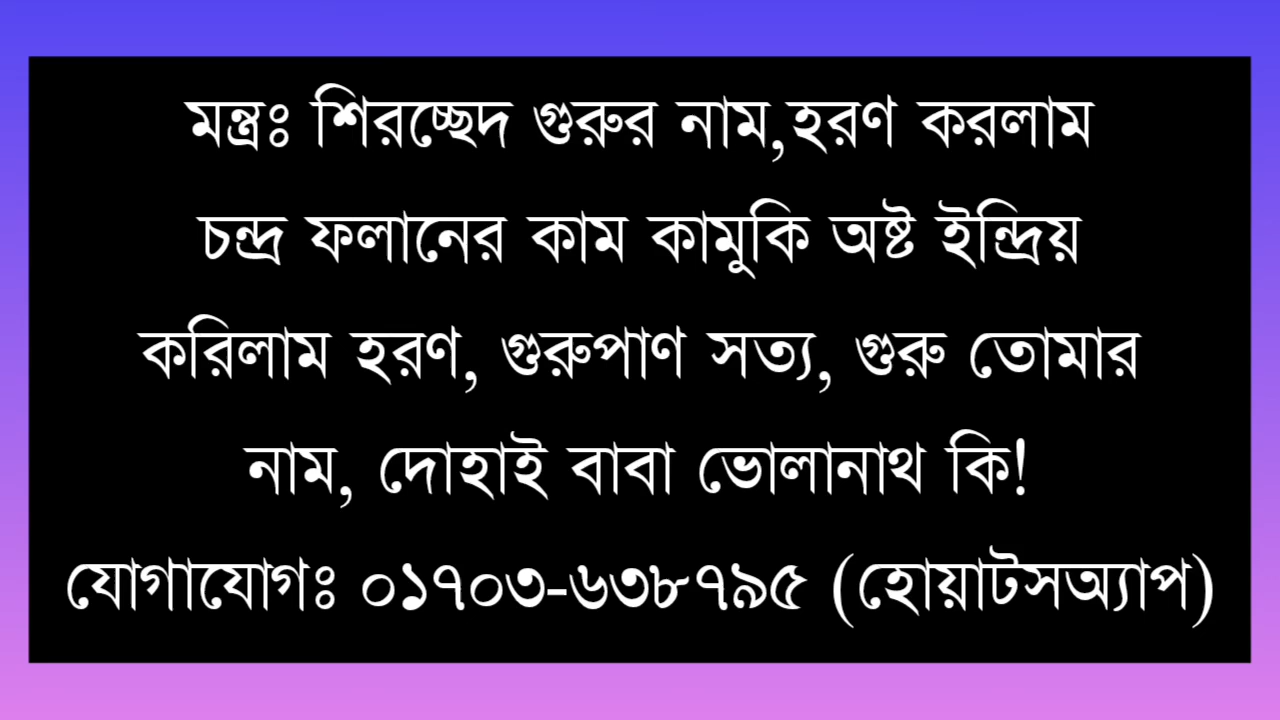 মন্ত্রঃ শিরচ্ছেদ গুরুর নাম,হরণ করলাম
চন্দ্র ফলানের কাম কামুকি অষ্ট ইন্দ্রিয়
করিলাম হরণ, গুরুপাণ সত্য, গুরু তোমার
নাম, দোহাই বাবা ভোলানাথ কি!
যোগাযোগঃ ০১৭০৩-৬৩৮৭৯৫ (হোয়াটসঅ্যাপ)